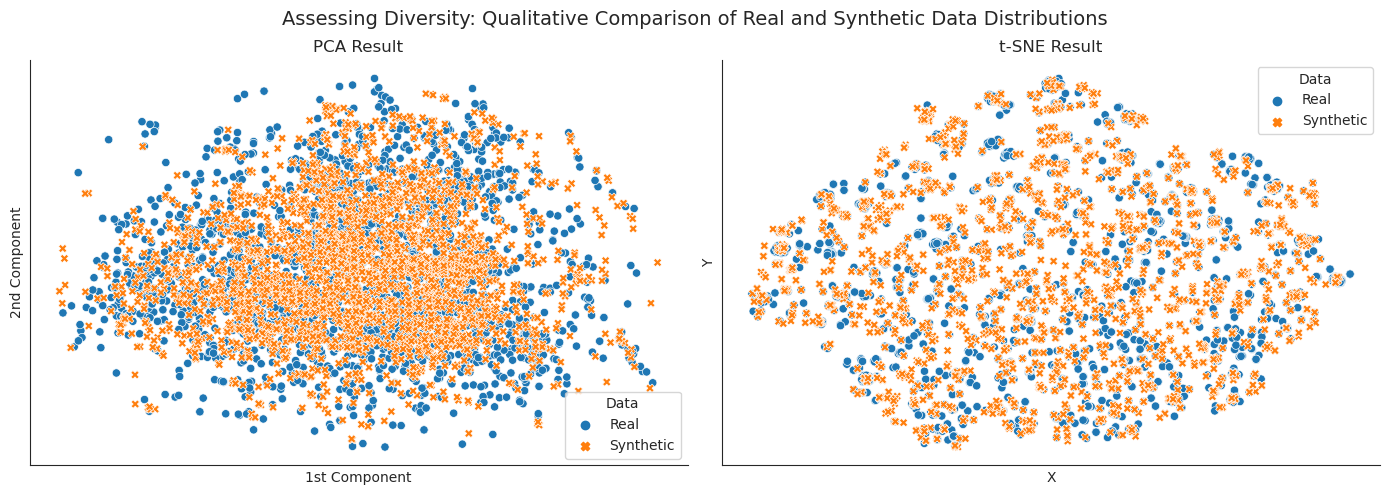 Assessing Diversity: Qualitative Comparison of Real and Synthetic Data Distributions
PCA Result
2nd Component
Data
Real
Synthetic
1st Component
t-SNE Result
Y
Data
Real
Synthetic
X